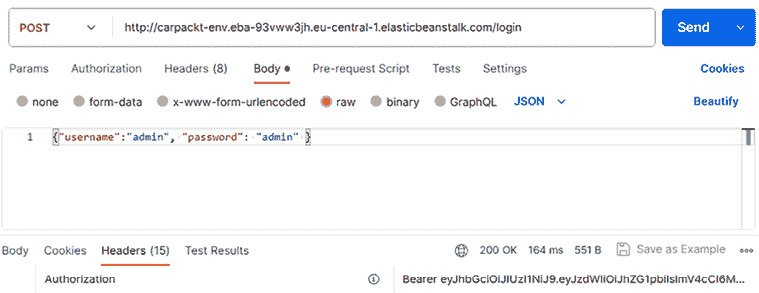 POST http://carpackt-env.eba-93vww3jh.eu-central-1.elasticbeanstalk.com/login Send
Params Authorization Headers (8) Body Pre-request Script Tests Settings Cookies
none form-data x-www-form-urlencoded raw binary GraphQL JSON Beautify
1 {"username":"admin", "password": "admin" }
Body Cookies Headers (15) Test Results 200 OK 164 ms 551 B Save as Example
Authorization Bearer eyJhbGciOiJIUzI1NiJ9.eyJzdWIiOiJhZG1pbiIsImV4cCI6M...